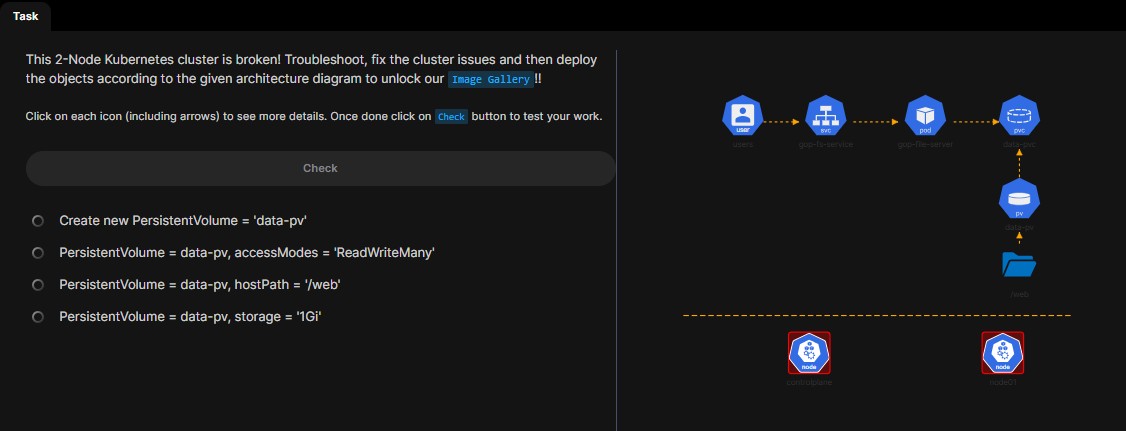 Task
This 2-Node Kubernetes cluster is broken! Troubleshoot, fix the cluster issues and then deploy
the objects according to the given architecture diagram to unlock our Image Gallery!!
Click on each icon (including arrows) to see more details. Once done click on Check button to test your work.
Check
Create new PersistentVolume = 'data-pv'
PersistentVolume = data-pv, accessModes = 'ReadWriteMany'
PersistentVolume = data-pv, hostPath = '/web'
PersistentVolume = data-pv, storage = '1Gi'
user
svc
pod
pvc
users
gop-fs-service
gop-file-server
data-pvc
pv
data-pv
/web
node
node
controlplane
node01